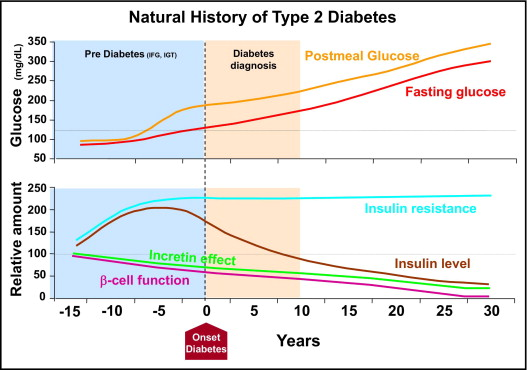 Natural History of Type 2 Diabetes
Glucose (mg/dL)
350
300
250
200
150
100
50
Pre Diabetes (IFG, IGT)
Diabetes
diagnosis
Postmeal Glucose
Fasting glucose
Relative amount
250
200
150
100
50
0
Insulin resistance
Insulin level
Incretin effect
β-cell function
-15 -10 -5 0 5 10 15 20 25 30
Years
Onset
Diabetes